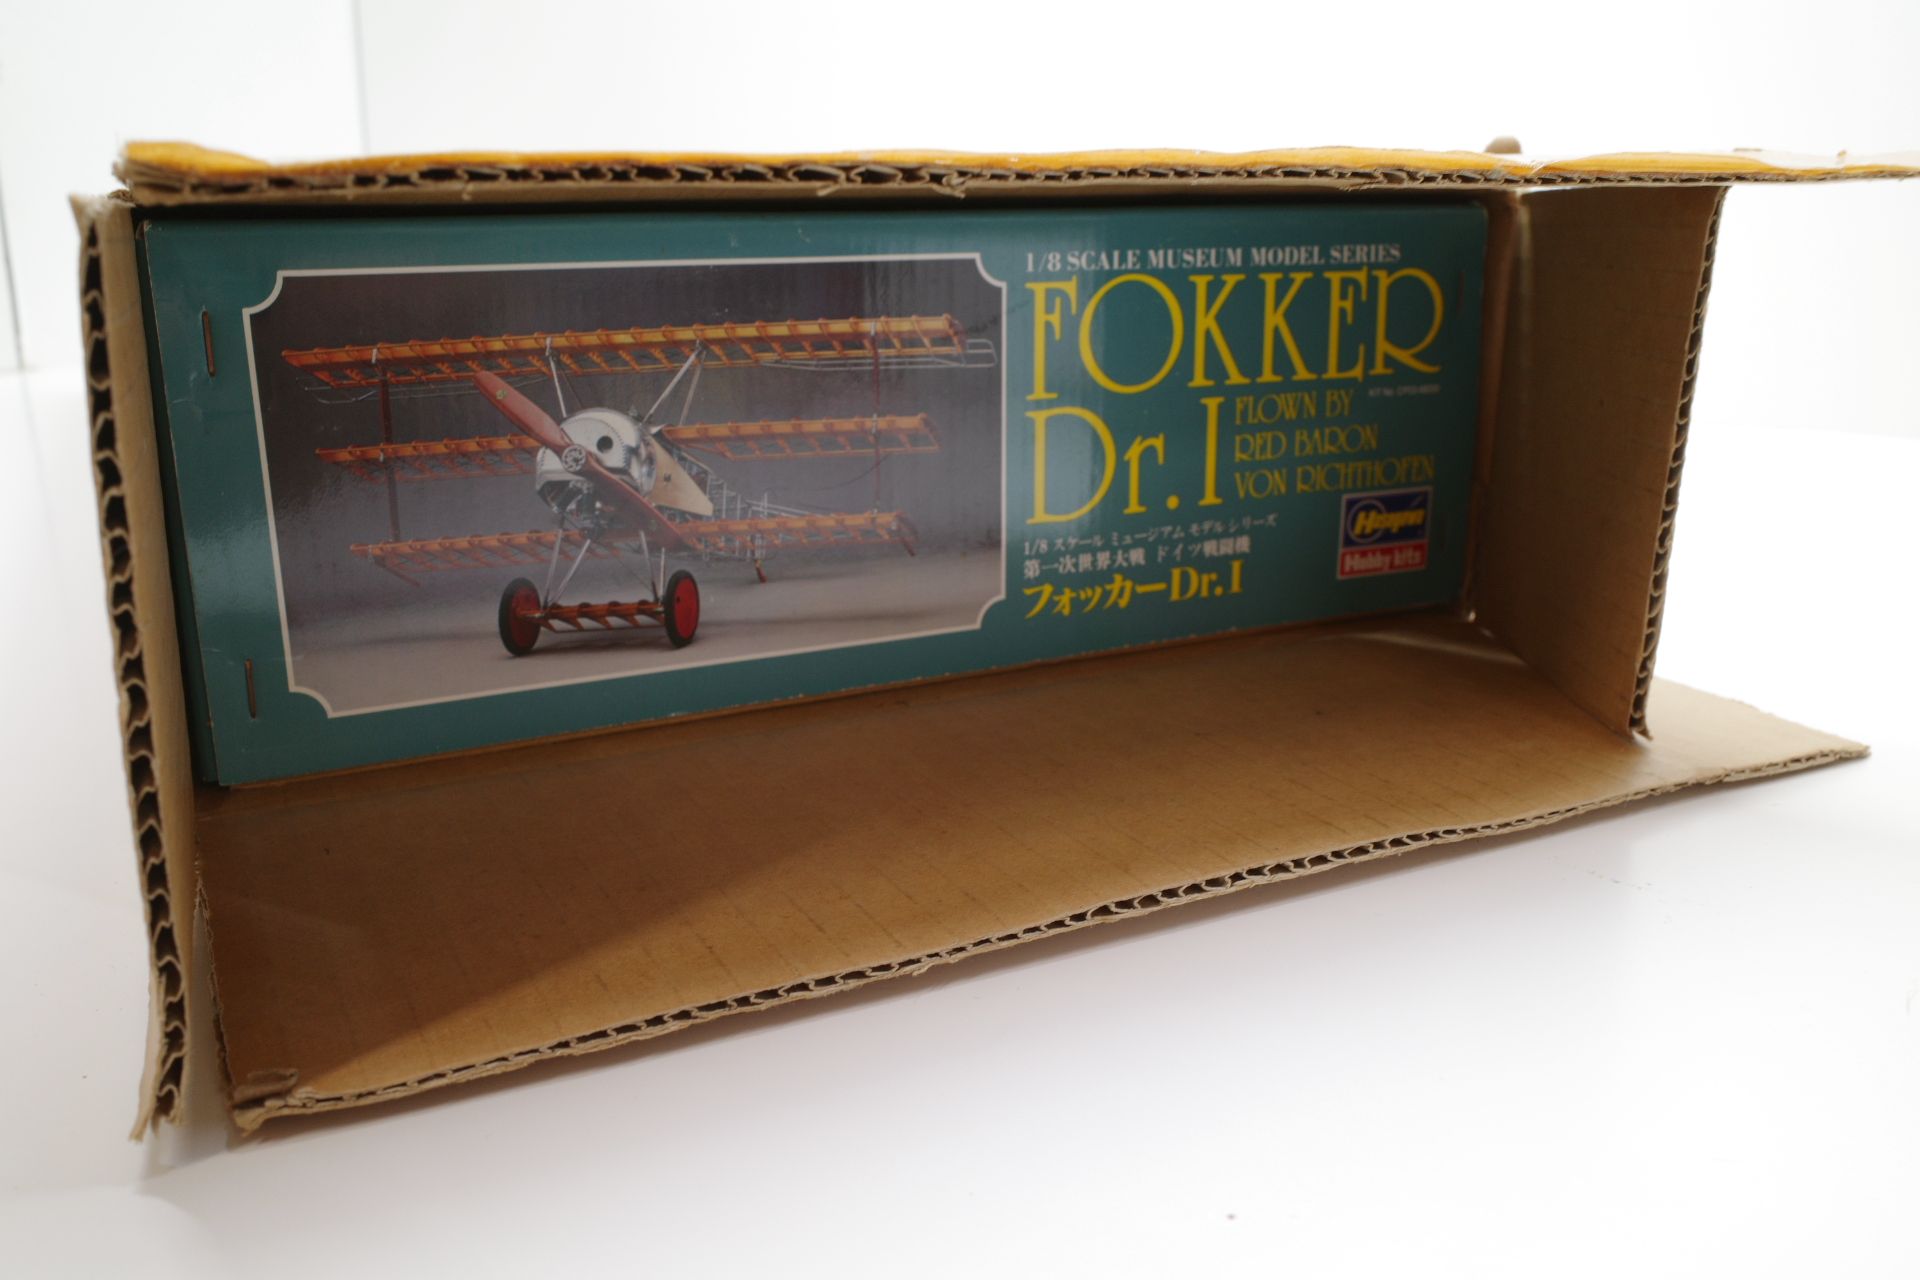 1/8 SCALE MUSEUM MODEL SERIES
FOKKER
Dr.I
FLOWN BY
RED BARON
VON RICHTHOFEN
1/8 スケール ミュージアム モデル シリーズ
第一次世界大戦 ドイツ戦闘機
フォッカーDr.I
Hasegawa
Hobby kits